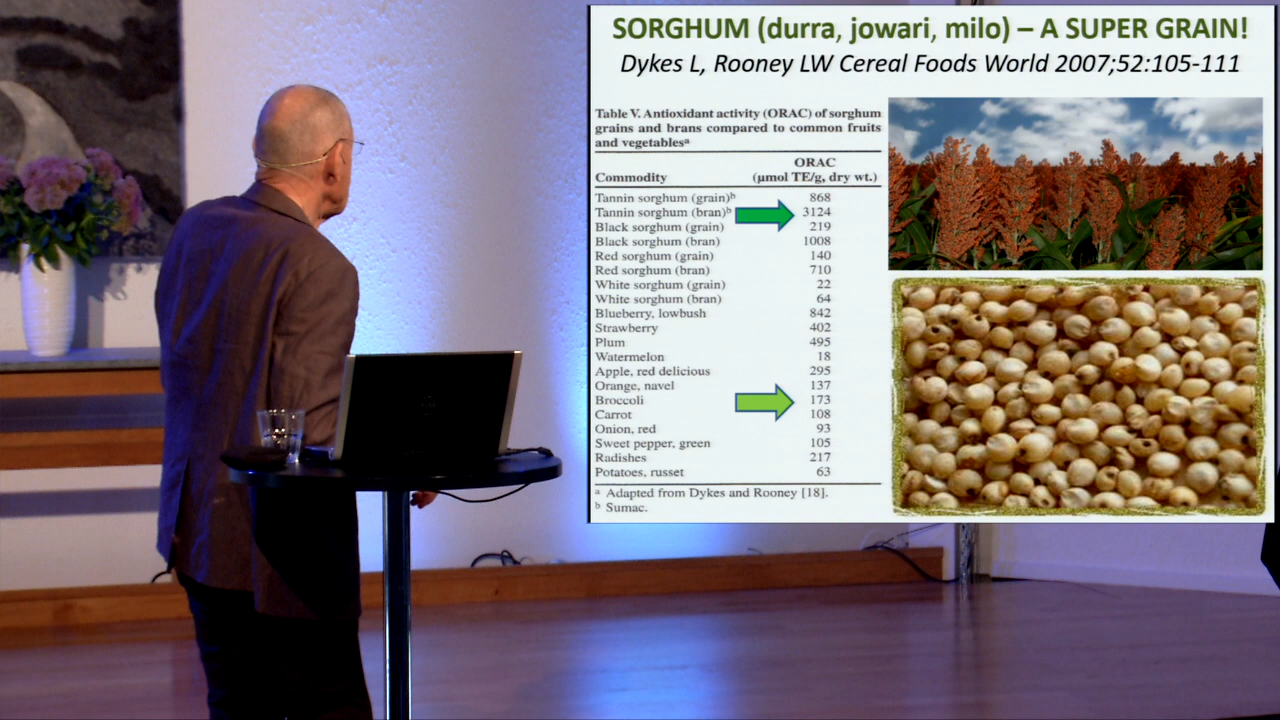 SORGHUM (durra, jowari, milo) – A SUPER GRAIN!
Dykes L, Rooney LW Cereal Foods World 2007;52:105-111
Table V. Antioxidant activity (ORAC) of sorghum
grains and brans compared to common fruits
and vegetablesᵃ
ORAC
Commodity (μmol TE/g, dry wt.)
Tannin sorghum (grain)ᵇ 868
Tannin sorghum (bran)ᵇ 3124
Black sorghum (grain) 219
Black sorghum (bran) 1008
Red sorghum (grain) 140
Red sorghum (bran) 710
White sorghum (grain) 22
White sorghum (bran) 64
Blueberry, lowbush 842
Strawberry 402
Plum 495
Watermelon 18
Apple, red delicious 295
Orange, navel 137
Broccoli 173
Carrot 108
Onion, red 93
Sweet pepper, green 105
Radishes 217
Potatoes, russet 63
ᵃ Adapted from Dykes and Rooney [18].
ᵇ Sumac.